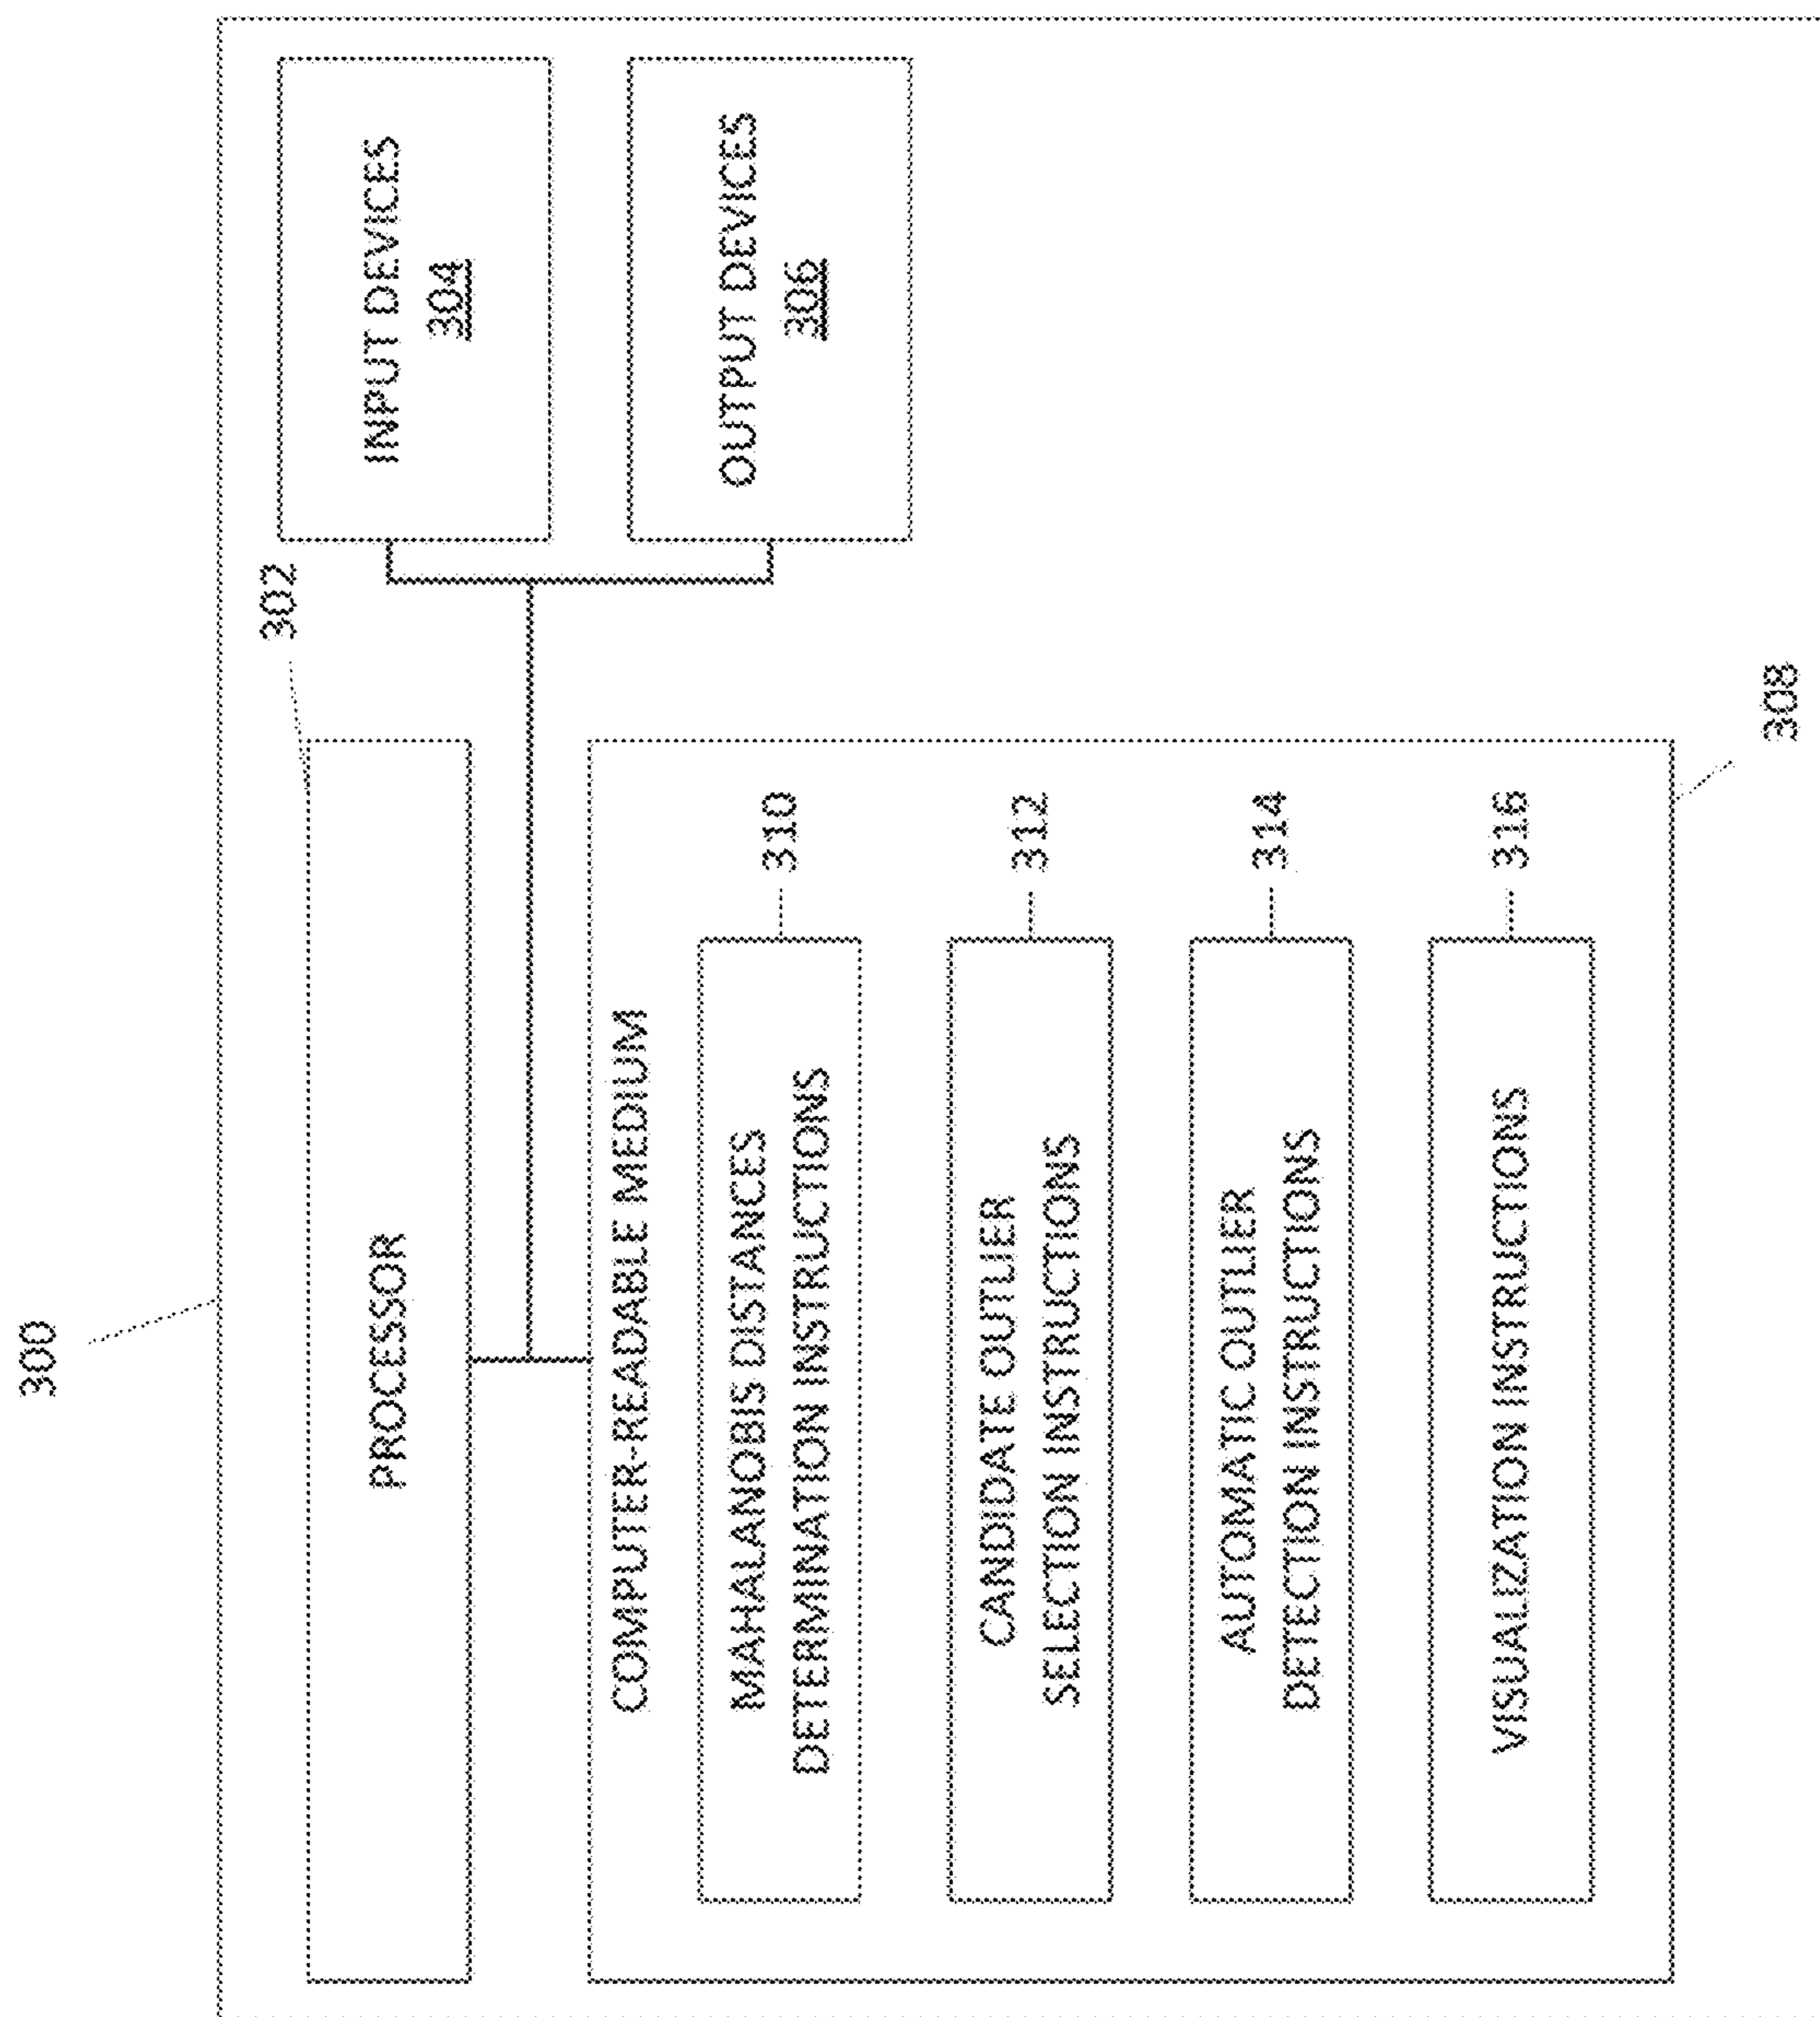 300
302
PROCESSOR
INPUT DEVICES
304
OUTPUT DEVICES
306
COMPUTER-READABLE MEDIUM
MAHALANOBIS DISTANCES
DETERMINATION INSTRUCTIONS
310
CANDIDATE OUTLIER
SELECTION INSTRUCTIONS
312
AUTOMATIC OUTLIER
DETECTION INSTRUCTIONS
314
VISUALIZATION INSTRUCTIONS
316
308